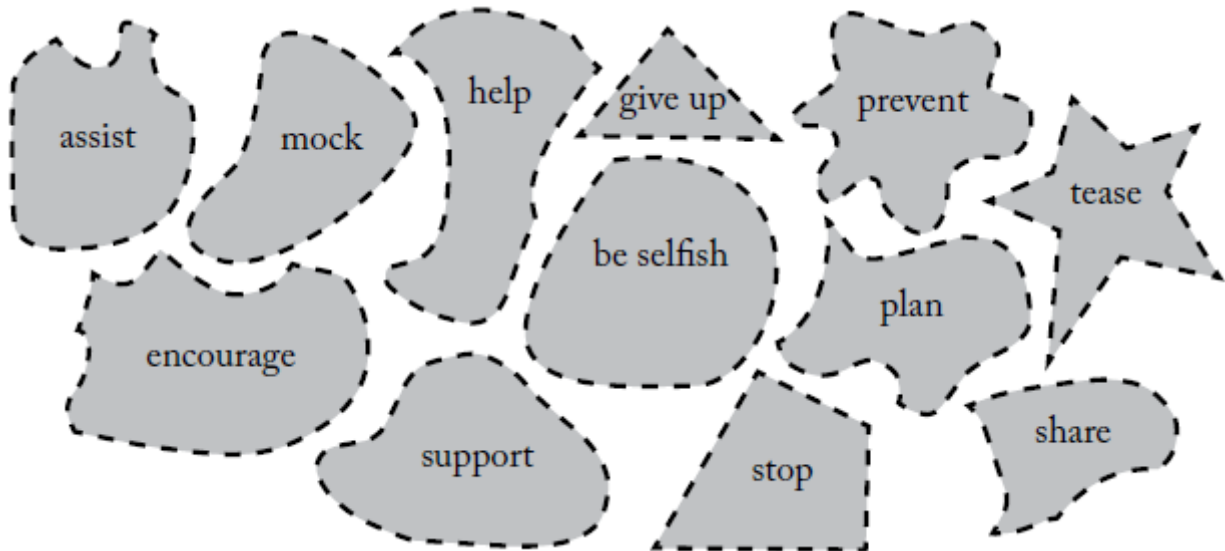 assist
mock
help
give up
prevent
tease
be selfish
plan
encourage
support
stop
share